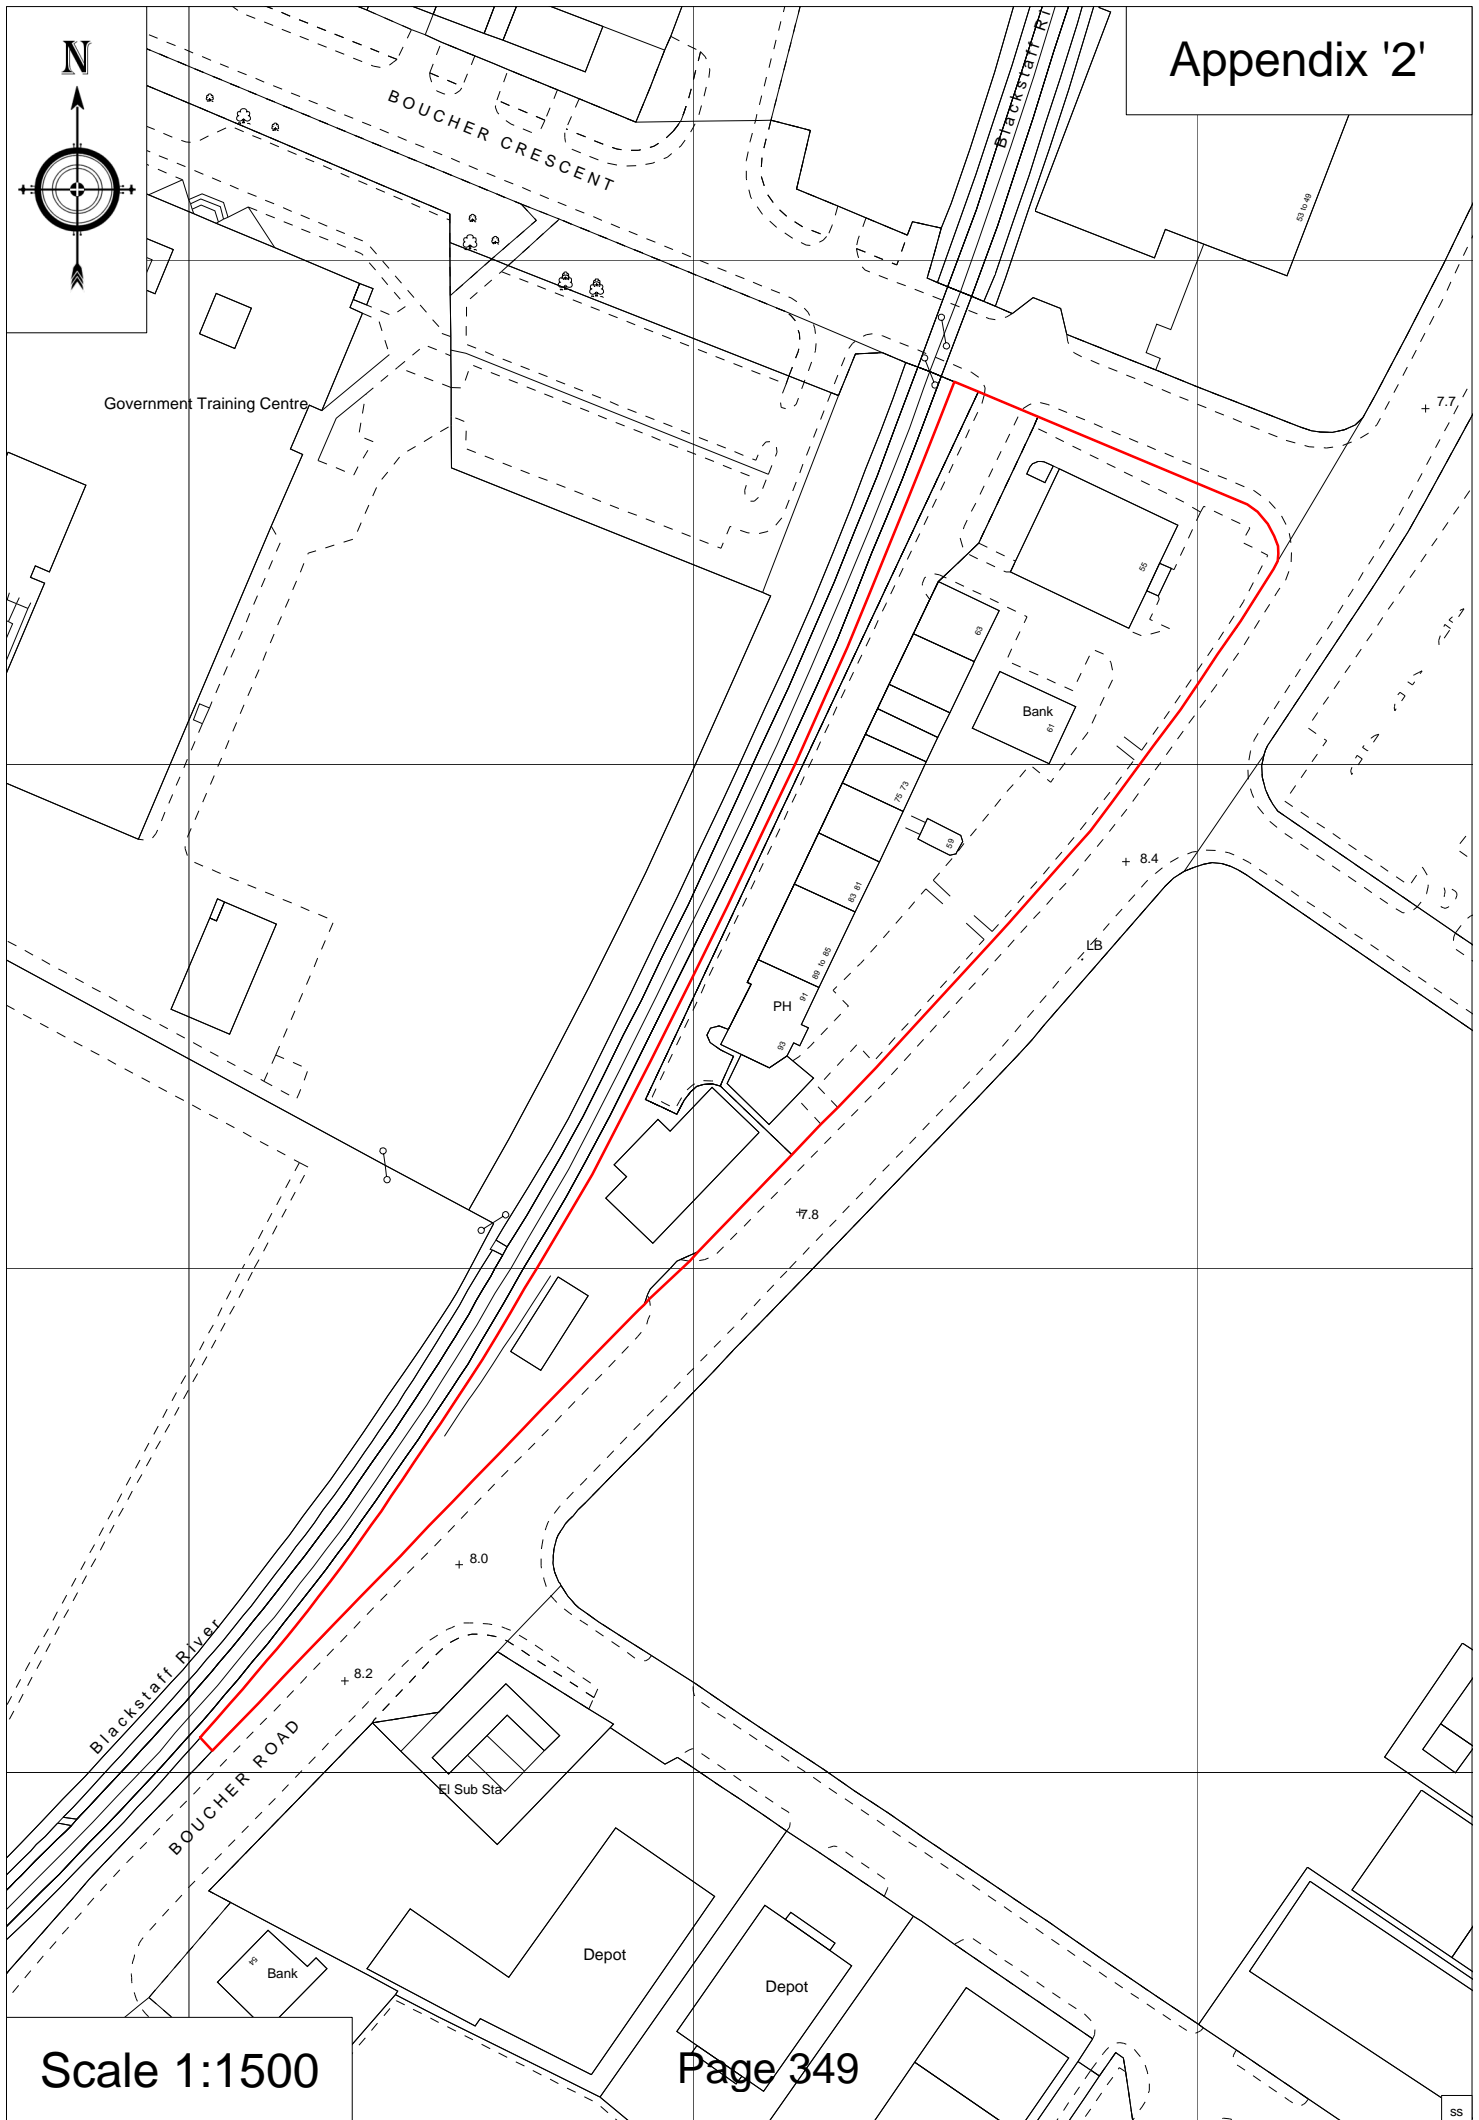 N
Appendix '2'
Blackstaff Ri
BOUCHER CRESCENT
53 to 49
Government Training Centre
7.7
55
63
Bank
61
75 73
59
8.4
83 81
LB
89 to 85
91
PH
93
7.8
8.0
Blackstaff River
8.2
BOUCHER ROAD
El Sub Sta
Depot
54
Bank
Depot
Scale 1:1500
Page 349
ss